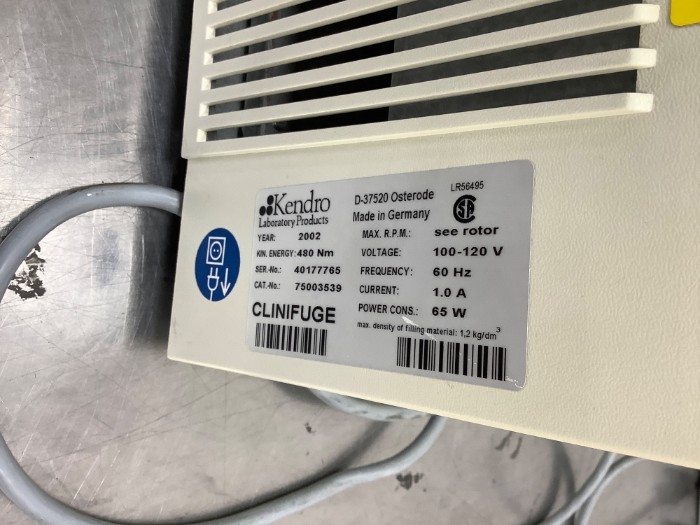 Kendro
Laboratory Products
D-37520 Osterode
Made in Germany
LR56495
YEAR: 2002
KIN. ENERGY: 480 Nm
SER.-No.: 40177765
CAT.-No.: 75003539
MAX. R.P.M.: see rotor
VOLTAGE: 100-120 V
FREQUENCY: 60 Hz
CURRENT: 1.0 A
POWER CONS.: 65 W
CLINIFUGE
max. density of filling material: 1,2 kg/dm³